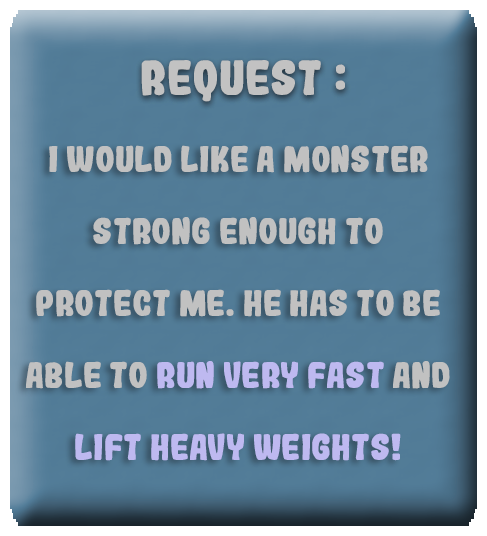 REQUEST :
I WOULD LIKE A MONSTER
STRONG ENOUGH TO
PROTECT ME. HE HAS TO BE
ABLE TO RUN VERY FAST AND
LIFT HEAVY WEIGHTS!